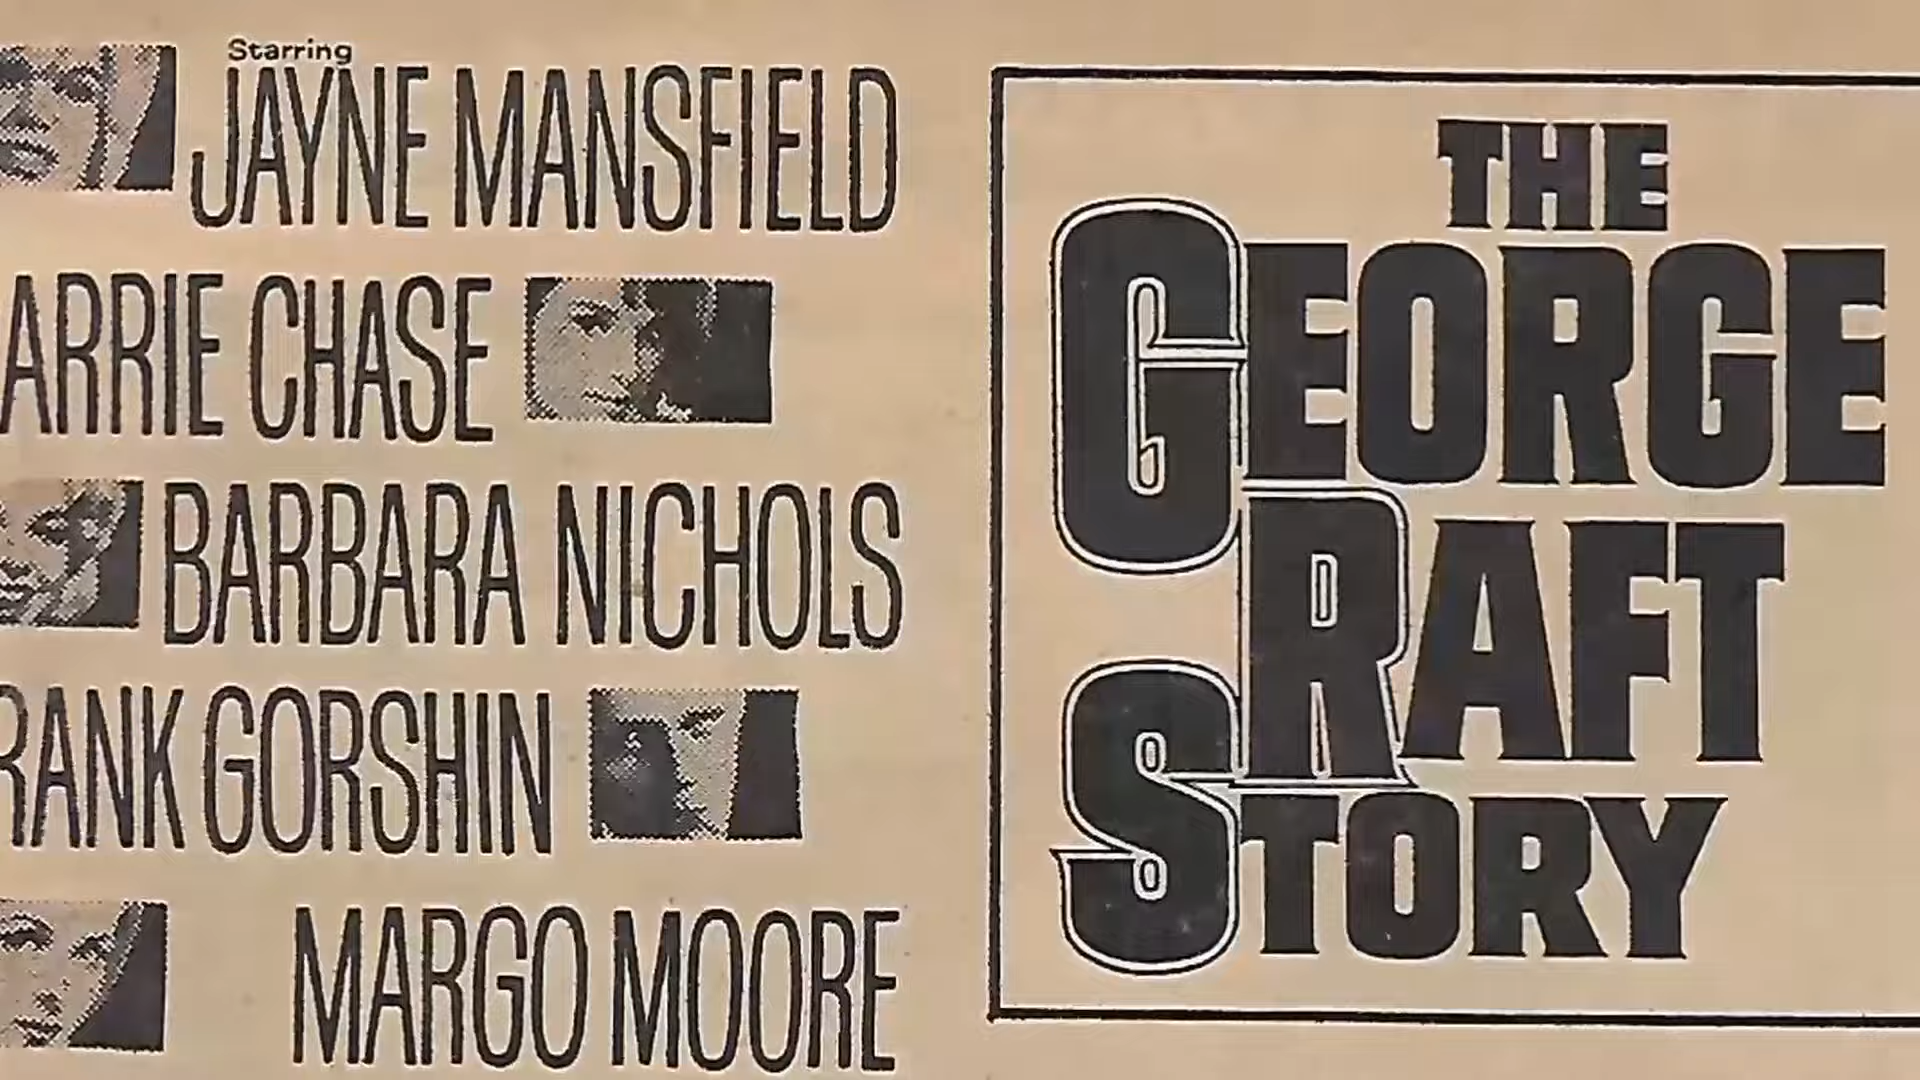 Starring
JAYNE MANSFIELD
ARRIE CHASE
BARBARA NICHOLS
RANK GORSHIN
MARGO MOORE
THE
GEORGE
RAFT
STORY